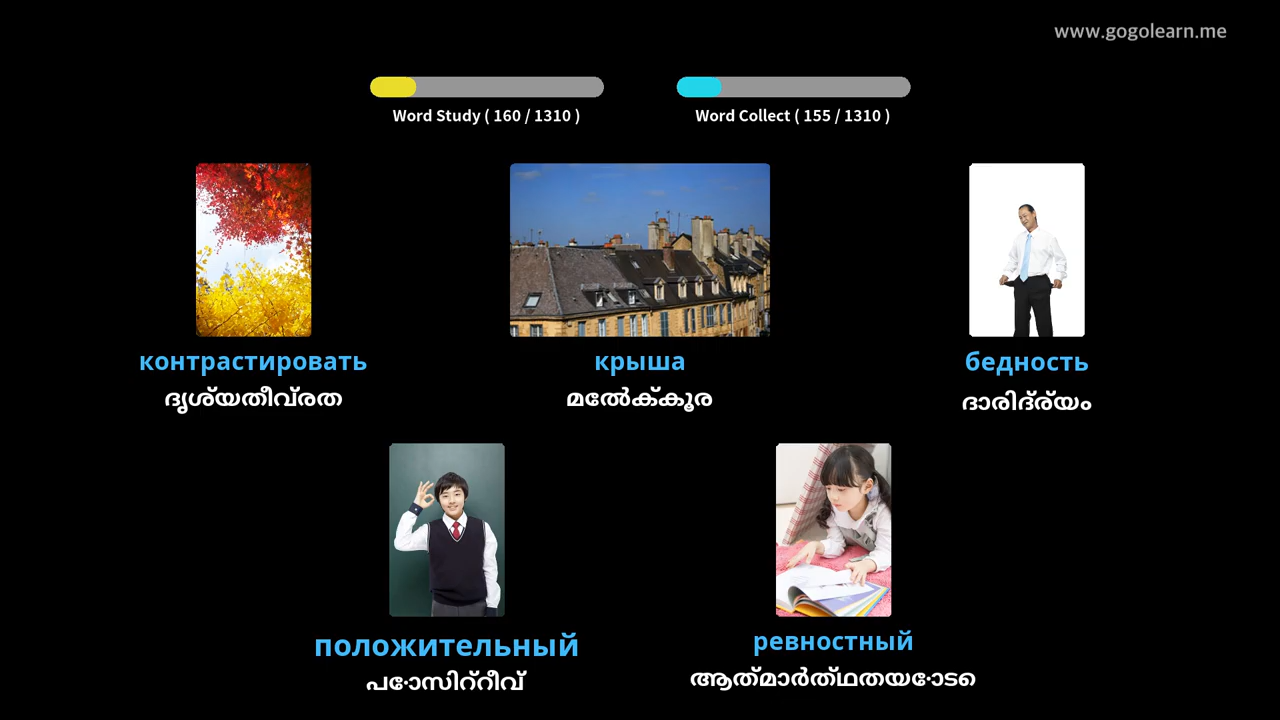 www.gogolearn.me
Word Study ( 160 / 1310 )
Word Collect ( 155 / 1310 )
контрастировать
ദൃശ്യതീവ്രത
крыша
മേൽക്കൂര
бедность
ദാരിദ്ര്യം
положительный
പോസിറ്റീവ്
ревностный
ആത്മാർത്ഥതയോടെ